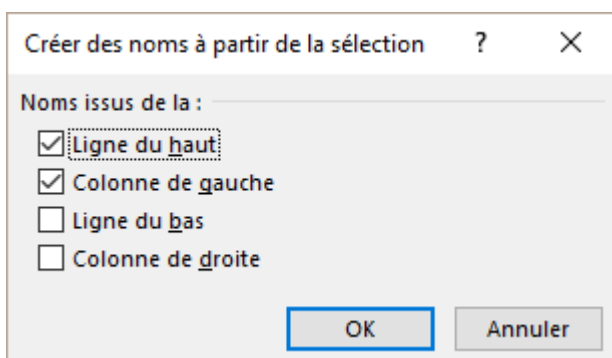 Créer des noms à partir de la sélection ?
Noms issus de la :
Ligne du haut
Colonne de gauche
Ligne du bas
Colonne de droite
OK Annuler